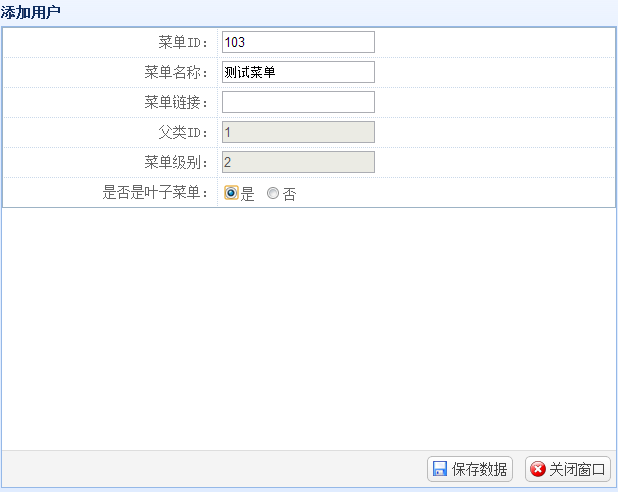 添加用户
菜单ID： 103
菜单名称： 测试菜单
菜单链接：
父类ID： 1
菜单级别： 2
是否是叶子菜单： 是 否
保存数据 关闭窗口